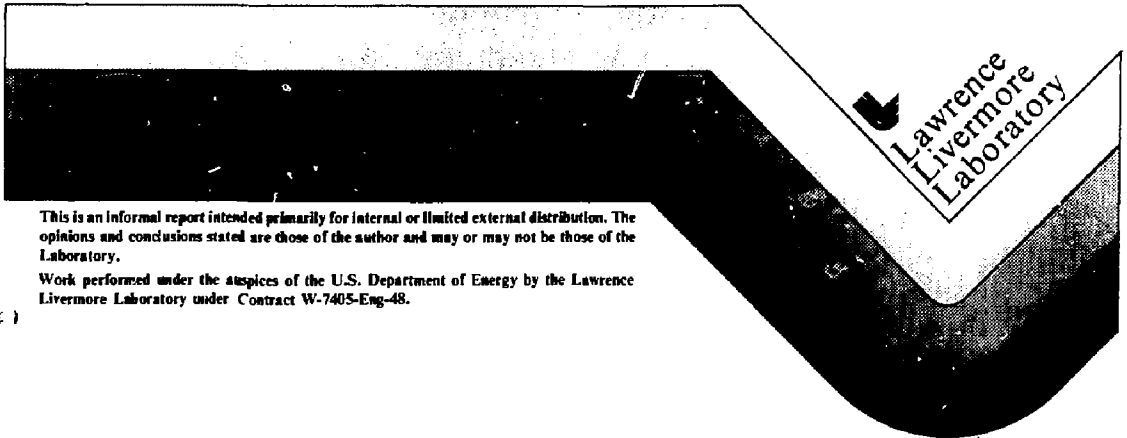 Lawrence
Livermore
Laboratory
This is an informal report intended primarily for internal or limited external distribution. The
opinions and conclusions stated are those of the author and may or may not be those of the
Laboratory.
Work performed under the auspices of the U.S. Department of Energy by the Lawrence
Livermore Laboratory under Contract W-7405-Eng-48.